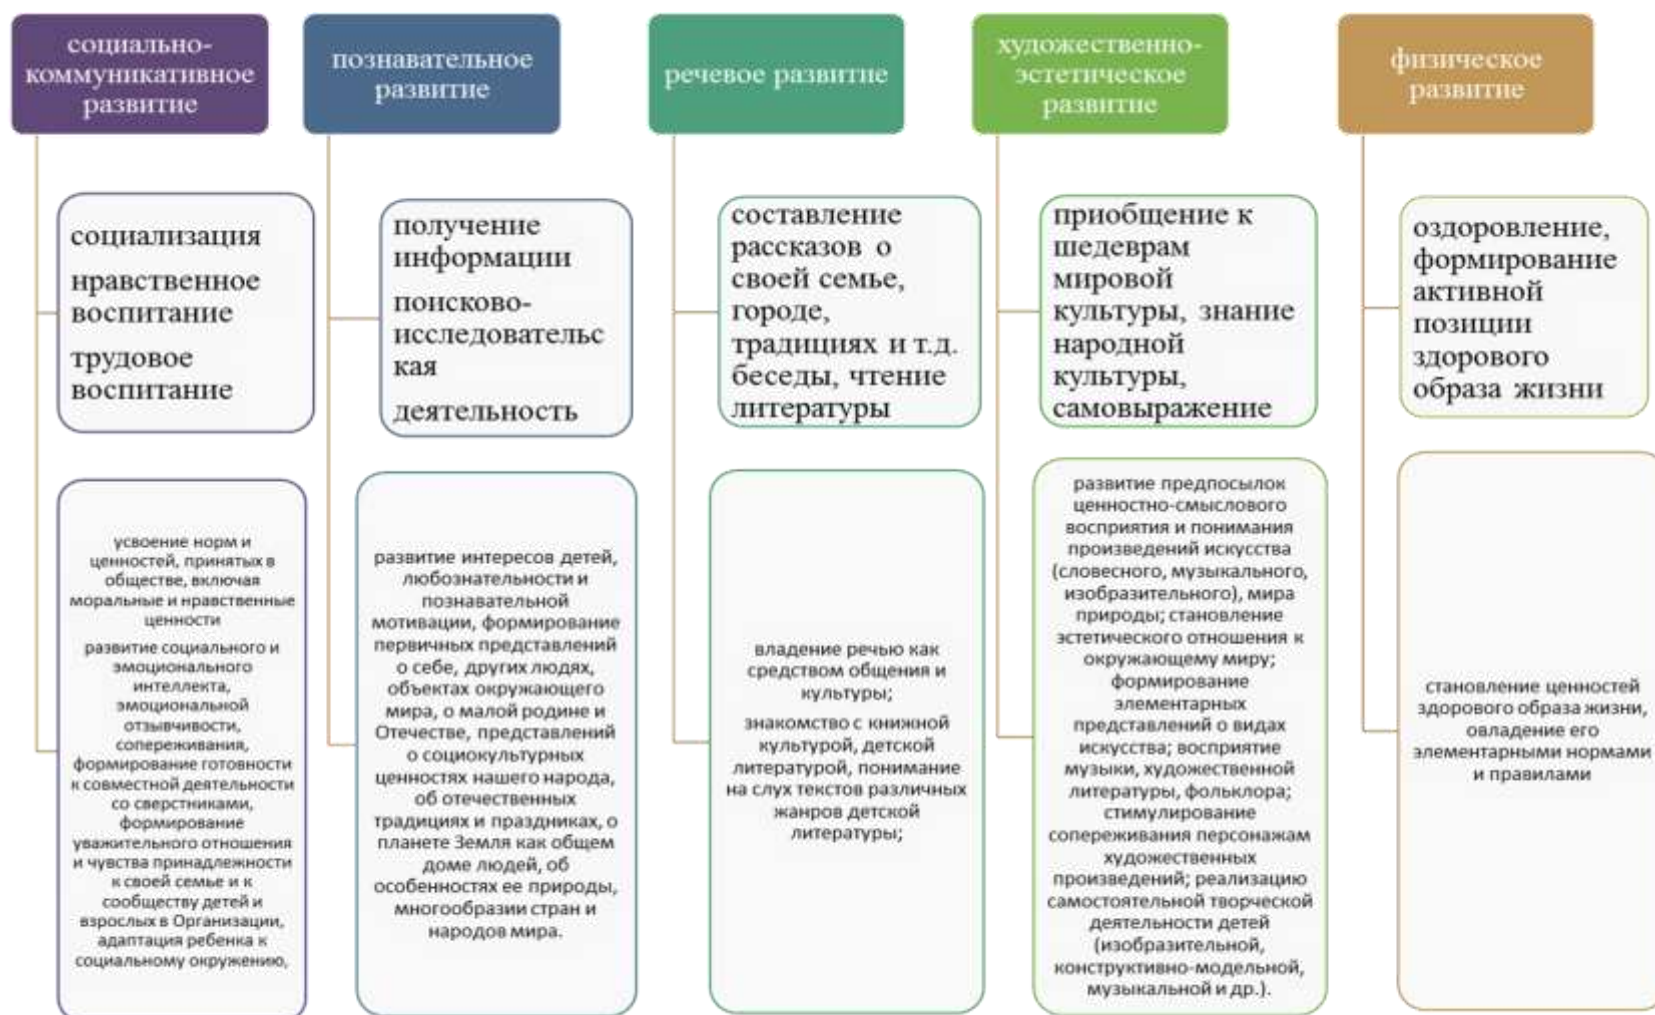 социально-
коммуникативное
развитие
социализация
нравственное
воспитание
трудовое
воспитание
усвоение норм и
ценностей, принятых в
обществе, включая
моральные и нравственные
ценности
развитие социального и
эмоционального
интеллекта,
эмоциональной
отзывчивости,
сопереживания,
формирование готовности
к совместной деятельности
со сверстниками,
формирование
уважительного отношения
и чувства принадлежности
к своей семье и к
сообществу детей и
взрослых в Организации,
адаптация ребенка к
социальному окружению,
познавательное
развитие
получение
информации
поисково-
исследовательс
кая
деятельность
развитие интересов детей,
любознательности и
познавательной
мотивации, формирование
первичных представлений
о себе, других людях,
объектах окружающего
мира, о малой родине и
Отечестве, представлений
о социокультурных
ценностях нашего народа,
об отечественных
традициях и праздниках, о
планете Земля как общем
доме людей, об
особенностях ее природы,
многообразии стран и
народов мира.
речевое развитие
составление
рассказов о
своей семье,
городе,
традициях и т.д.
беседы, чтение
литературы
владение речью как
средством общения и
культуры;
знакомство с книжной
культурой, детской
литературой, понимание
на слух текстов различных
жанров детской
литературы;
художественно-
эстетическое
развитие
приобщение к
шедеврам
мировой
культуры, знание
народной
культуры,
самовыражение
развитие предпосылок
ценностно-смыслового
восприятия и понимания
произведений искусства
(словесного, музыкального,
изобразительного), мира
природы; становление
эстетического отношения к
окружающему миру;
формирование
элементарных
представлений о видах
искусства; восприятие
музыки, художественной
литературы, фольклора;
стимулирование
сопереживания персонажам
художественных
произведений; реализацию
самостоятельной творческой
деятельности детей
(изобразительной,
конструктивно-модельной,
музыкальной и др.).
физическое
развитие
оздоровление,
формирование
активной
позиции
здорового
образа жизни
становление ценностей
здорового образа жизни,
овладение его
элементарными нормами
и правилами